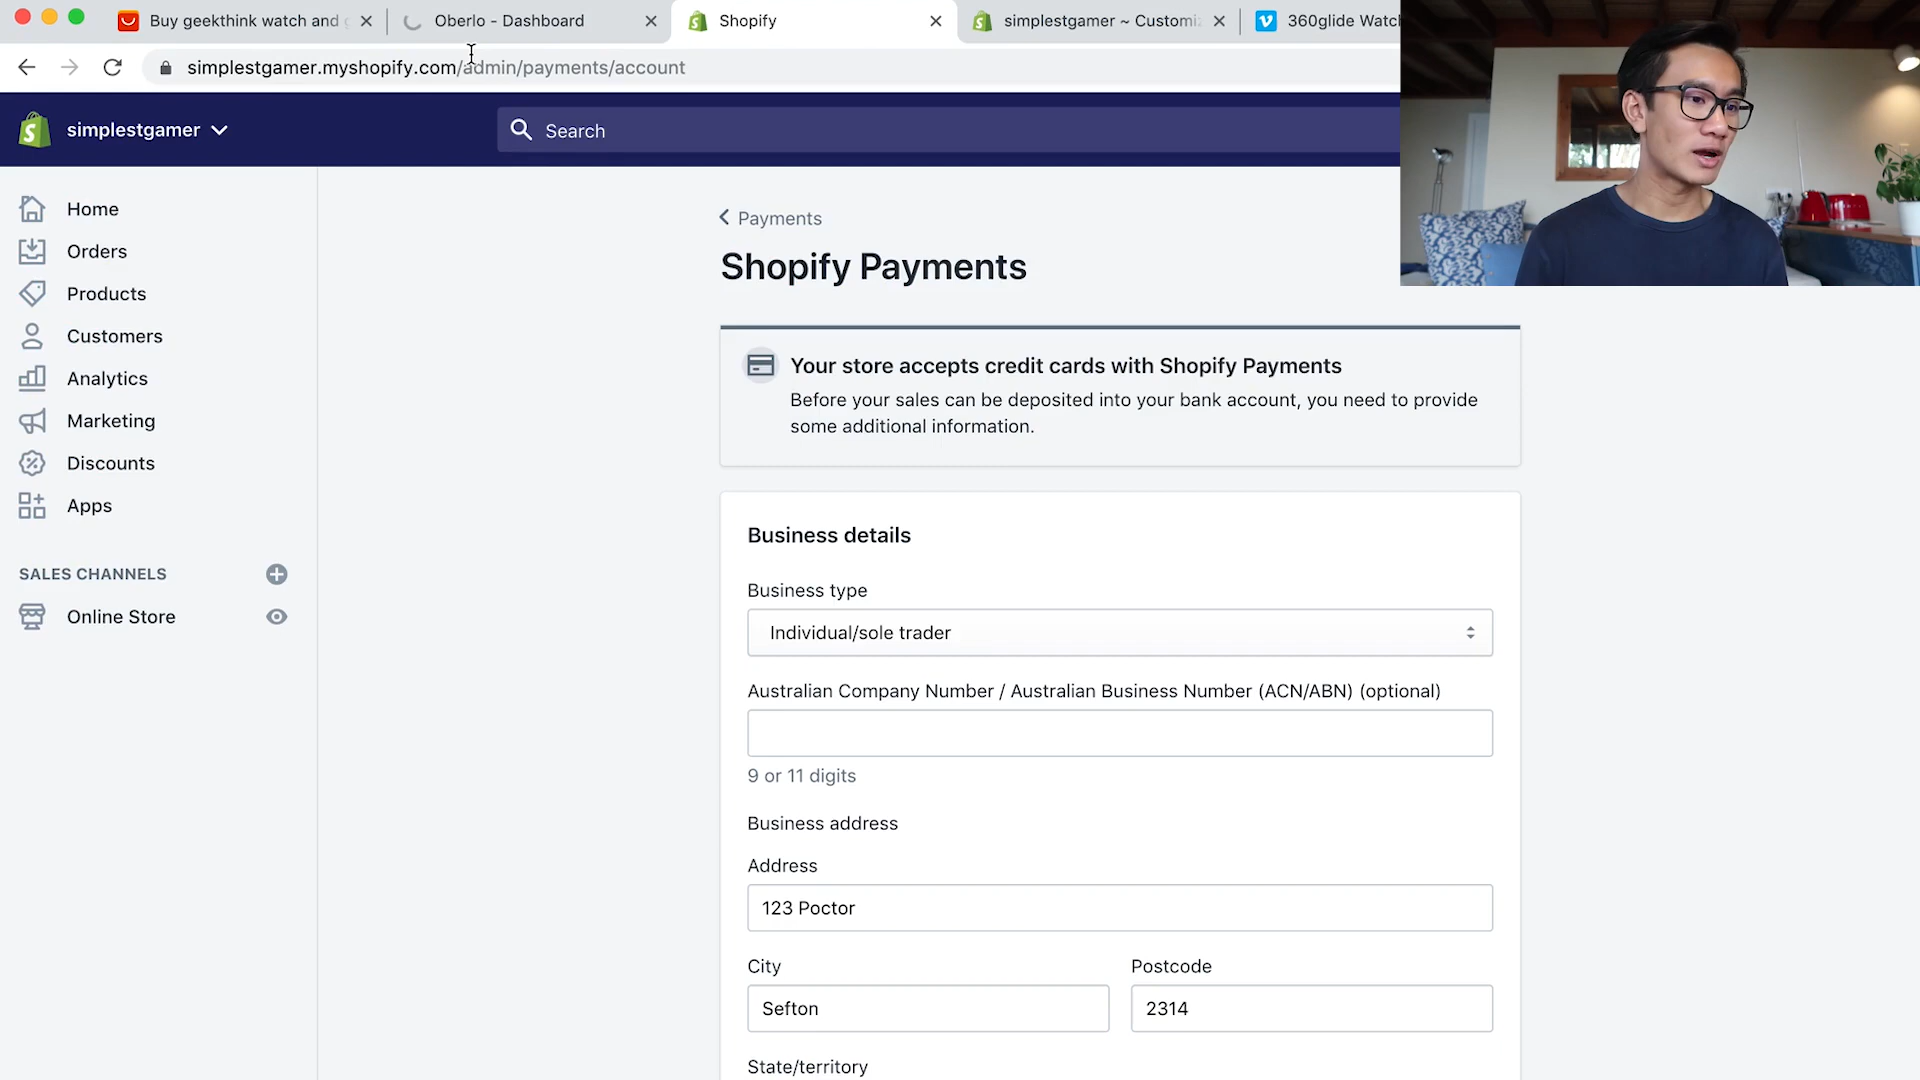 Buy geekthink watch and g
Oberlo - Dashboard
Shopify
simplestgamer ~ Customiz
360glide Watch
simplestgamer.myshopify.com/admin/payments/account
simplestgamer
Search
Home
Orders
Products
Customers
Analytics
Marketing
Discounts
Apps
SALES CHANNELS
Online Store
Payments
Shopify Payments
Your store accepts credit cards with Shopify Payments
Before your sales can be deposited into your bank account, you need to provide
some additional information.
Business details
Business type
Individual/sole trader
Australian Company Number / Australian Business Number (ACN/ABN) (optional)
9 or 11 digits
Business address
Address
123 Poctor
City
Postcode
Sefton
2314
State/territory